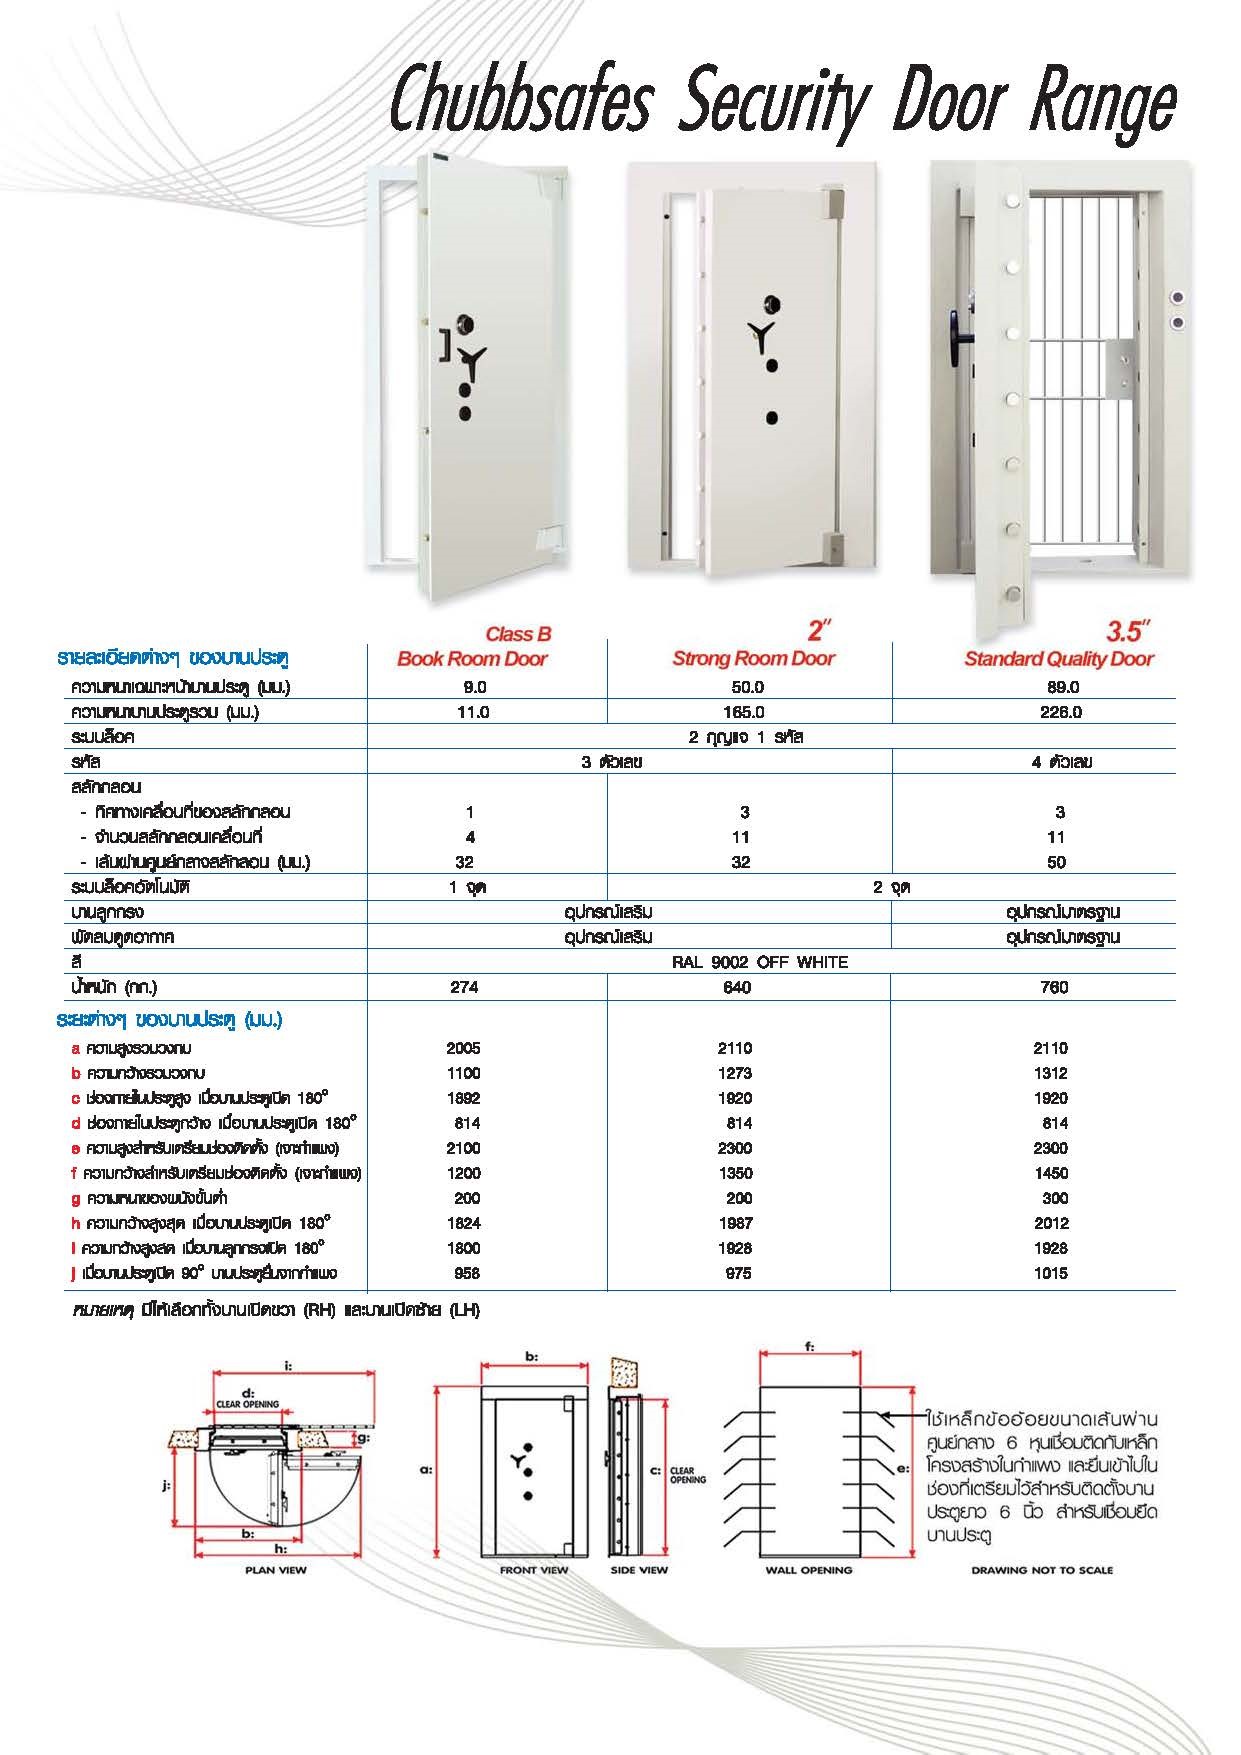 Chubbsafes Security Door Range
Class B 2" 3.5"
รายละเอียดต่างๆ ของบานประตู Book Room Door Strong Room Door Standard Quality Door
ความหนาเฉพาะหน้าบานประตู (มม.) 9.0 50.0 89.0
ความหนาบานประตูรวม (มม.) 11.0 165.0 226.0
ระบบล็อค 2 กุญแจ 1 รหัส
รหัส 3 ตัวเลข 4 ตัวเลข
สลักกลอน
- ทิศทางเคลื่อนที่ของสลักกลอน 1 3 3
- จำนวนสลักกลอนเคลื่อนที่ 4 11 11
- เส้นผ่านศูนย์กลางสลักลอน (มม.) 32 32 50
ระบบล็อคอัตโนมัติ 1 จุด 2 จุด
บานลูกกรง อุปกรณ์เสริม อุปกรณ์มาตรฐาน
พัดลมดูดอากาศ อุปกรณ์เสริม อุปกรณ์มาตรฐาน
สี RAL 9002 OFF WHITE
น้ำหนัก (กก.) 274 640 760
ระยะต่างๆ ของบานประตู (มม.)
a ความสูงรวมวงกบ 2005 2110 2110
b ความกว้างรวมวงกบ 1100 1273 1312
c ช่องภายในประตูสูง เมื่อบานประตูเปิด 180° 1892 1920 1920
d ช่องภายในประตูกว้าง เมื่อบานประตูเปิด 180° 814 814 814
e ความสูงสำหรับเตรียมช่องติดตั้ง (เจาะกำแพง) 2100 2300 2300
f ความกว้างสำหรับเตรียมช่องติดตั้ง (เจาะกำแพง) 1200 1350 1450
g ความหนาของผนังขั้นต่ำ 200 200 300
h ความกว้างสูงสุด เมื่อบานประตูเปิด 180° 1824 1987 2012
I ความกว้างสูงสุด เมื่อบานลูกกรงเปิด 180° 1800 1928 1928
J เมื่อบานประตูเปิด 90° บานประตูยื่นจากกำแพง 958 975 1015
หมายเหตุ มีให้เลือกทั้งบานเปิดขวา (RH) และบานเปิดซ้าย (LH)
i:
d:
CLEAR OPENING
g:
j:
b:
h:
PLAN VIEW
b:
a:
FRONT VIEW
c: CLEAR
OPENING
SIDE VIEW
f:
e:
WALL OPENING
ใช้เหล็กข้ออ้อยขนาดเส้นผ่าน
ศูนย์กลาง 6 หุนเชื่อมติดกับเหล็ก
โครงสร้างในกำแพง และยื่นเข้าไปใน
ช่องที่เตรียมไว้สำหรับติดตั้งบาน
ประตูยาว 6 นิ้ว สำหรับเชื่อมยึด
บานประตู
DRAWING NOT TO SCALE